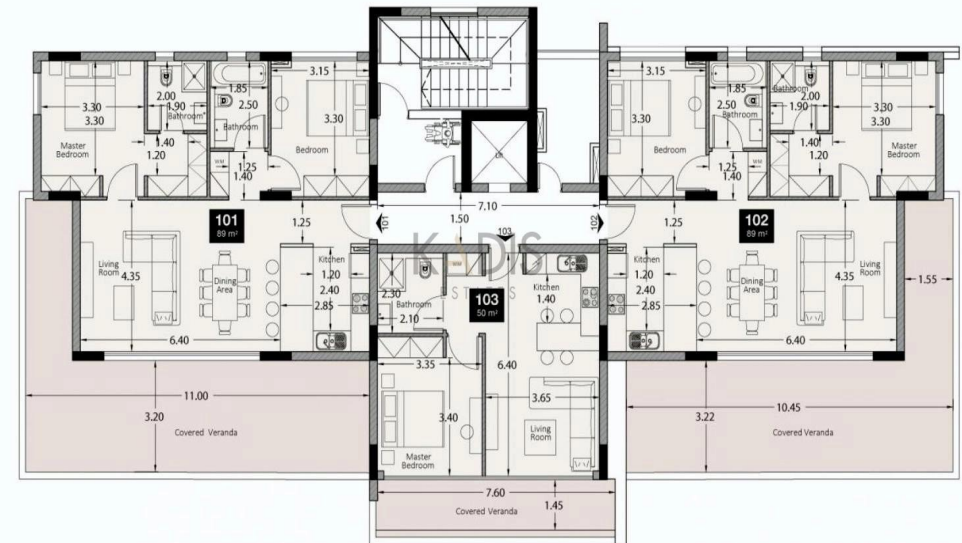 3.30
3.30
Master
Bedroom
2.00
1.90
Bathroom
1.40
1.20
1.85
2.50
Bathroom
1.25
1.40
WM
3.15
3.30
Bedroom
101
89 m²
1.25
Living
Room
4.35
Dining
Area
Kitchen
1.20
2.40
2.85
6.40
11.00
3.20
Covered Veranda
Lift
7.10
1.50
101
102
103
KADIS
ESTATES
WM
2.30
Bathroom
2.10
103
50 m²
Kitchen
1.40
3.35
6.40
3.40
3.65
Master
Bedroom
Living
Room
7.60
1.45
Covered Veranda
3.15
3.30
Bedroom
1.85
2.50
Bathroom
1.25
1.40
WM
Bathroom
2.00
1.90
1.40
1.20
3.30
3.30
Master
Bedroom
102
89 m²
1.25
Kitchen
1.20
2.40
2.85
Dining
Area
4.35
Living
Room
1.55
6.40
10.45
3.22
Covered Veranda